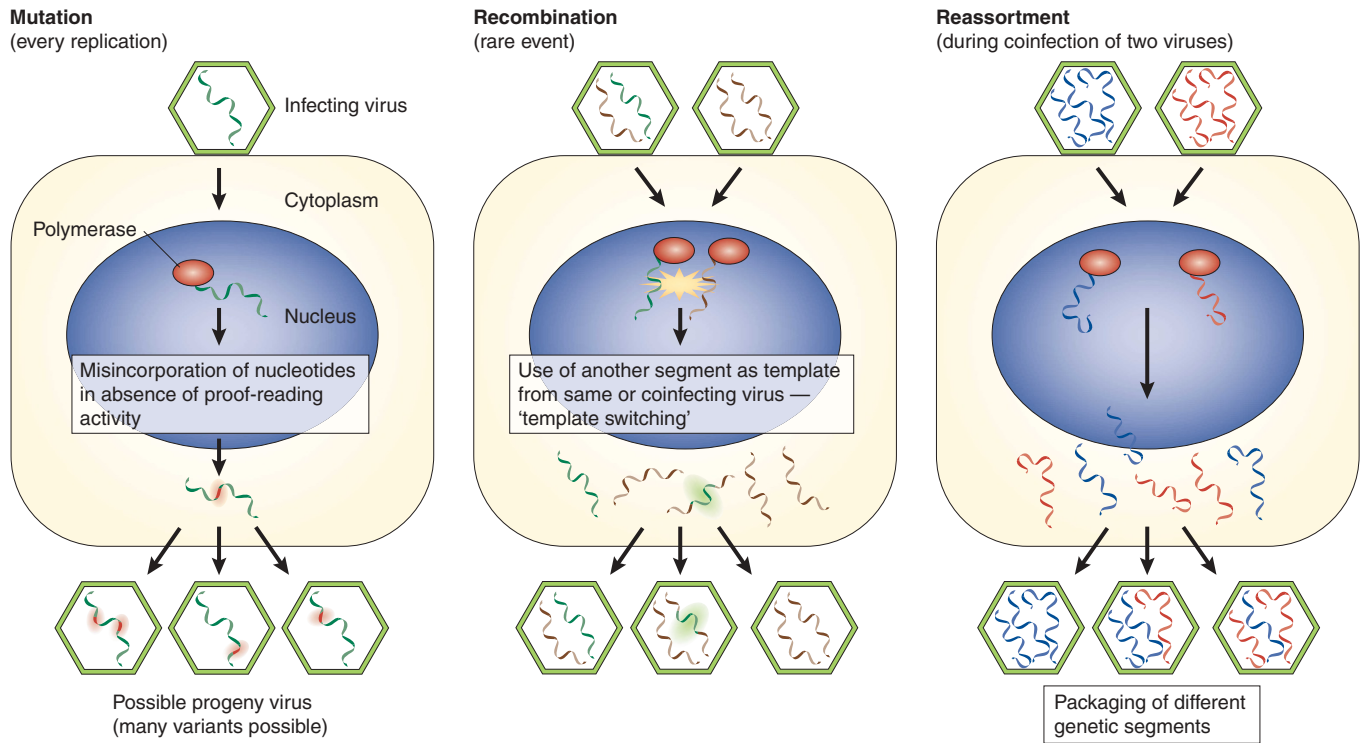 Mutation
(every replication)
Infecting virus
Cytoplasm
Polymerase
Nucleus
Misincorporation of nucleotides
in absence of proof-reading
activity
Possible progeny virus
(many variants possible)
Recombination
(rare event)
Use of another segment as template
from same or coinfecting virus —
‘template switching’
Reassortment
(during coinfection of two viruses)
Packaging of different
genetic segments